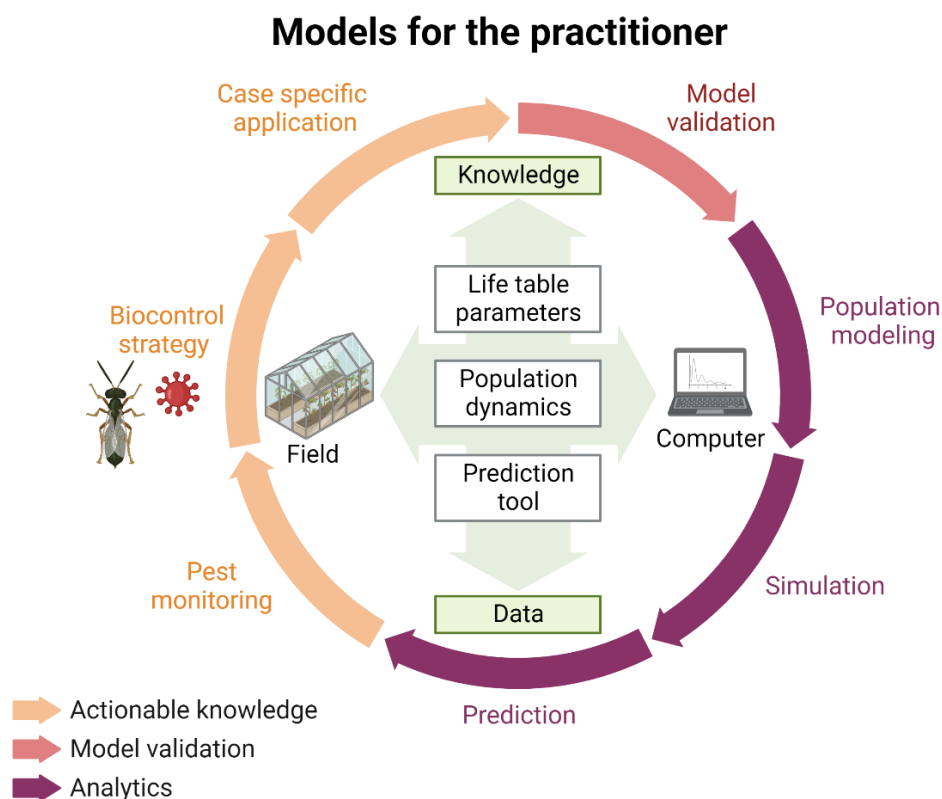 Models for the practitioner
Case specific
application
Model
validation
Knowledge
Life table
parameters
Biocontrol
strategy
Population
modeling
Population
dynamics
Field
Computer
Prediction
tool
Pest
monitoring
Simulation
Data
Prediction
Actionable knowledge
Model validation
Analytics